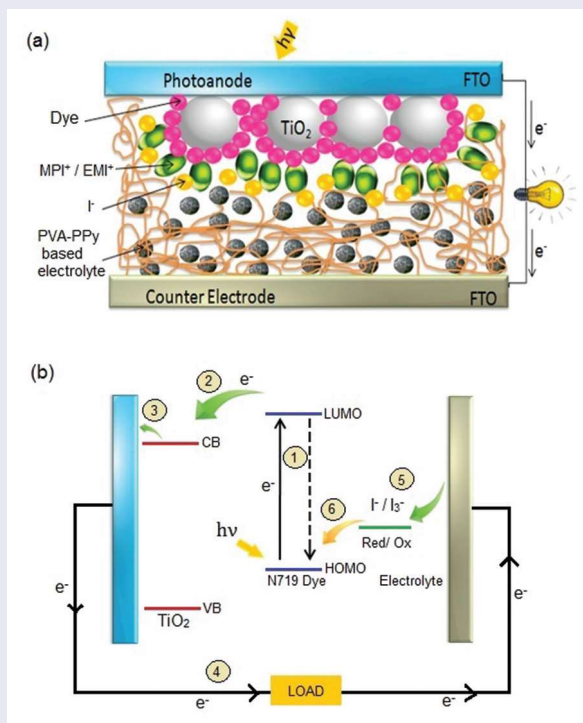 (a)
hν
Photoanode FTO
Dye
TiO2
e-
MPI+ / EMI+
I-
PVA-PPy
based
electrolyte
e-
Counter Electrode FTO
(b)
2 e-
3
LUMO
CB
1
5
e-
I- / I3-
6
hν
Red/ Ox
HOMO
N719 Dye
Electrolyte
e-
e-
VB
TiO2
4
LOAD
e-
e-